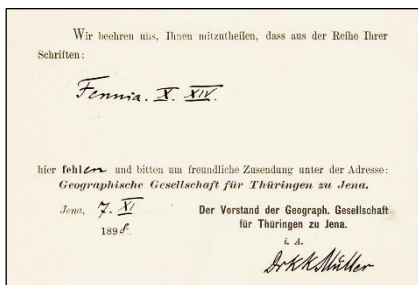 Wir beehren uns, Ihnen mitzutheilen, dass aus der Reihe Ihrer
Schriften:
Fennia. X. XIV.
hier fehlen und bitten um freundliche Zusendung unter der Adresse:
Geographische Gesellschaft für Thüringen zu Jena.
Jena, 7. XI
1898.
Der Vorstand der Geograph. Gesellschaft
für Thüringen zu Jena.
i. A.
Dr K K Müller